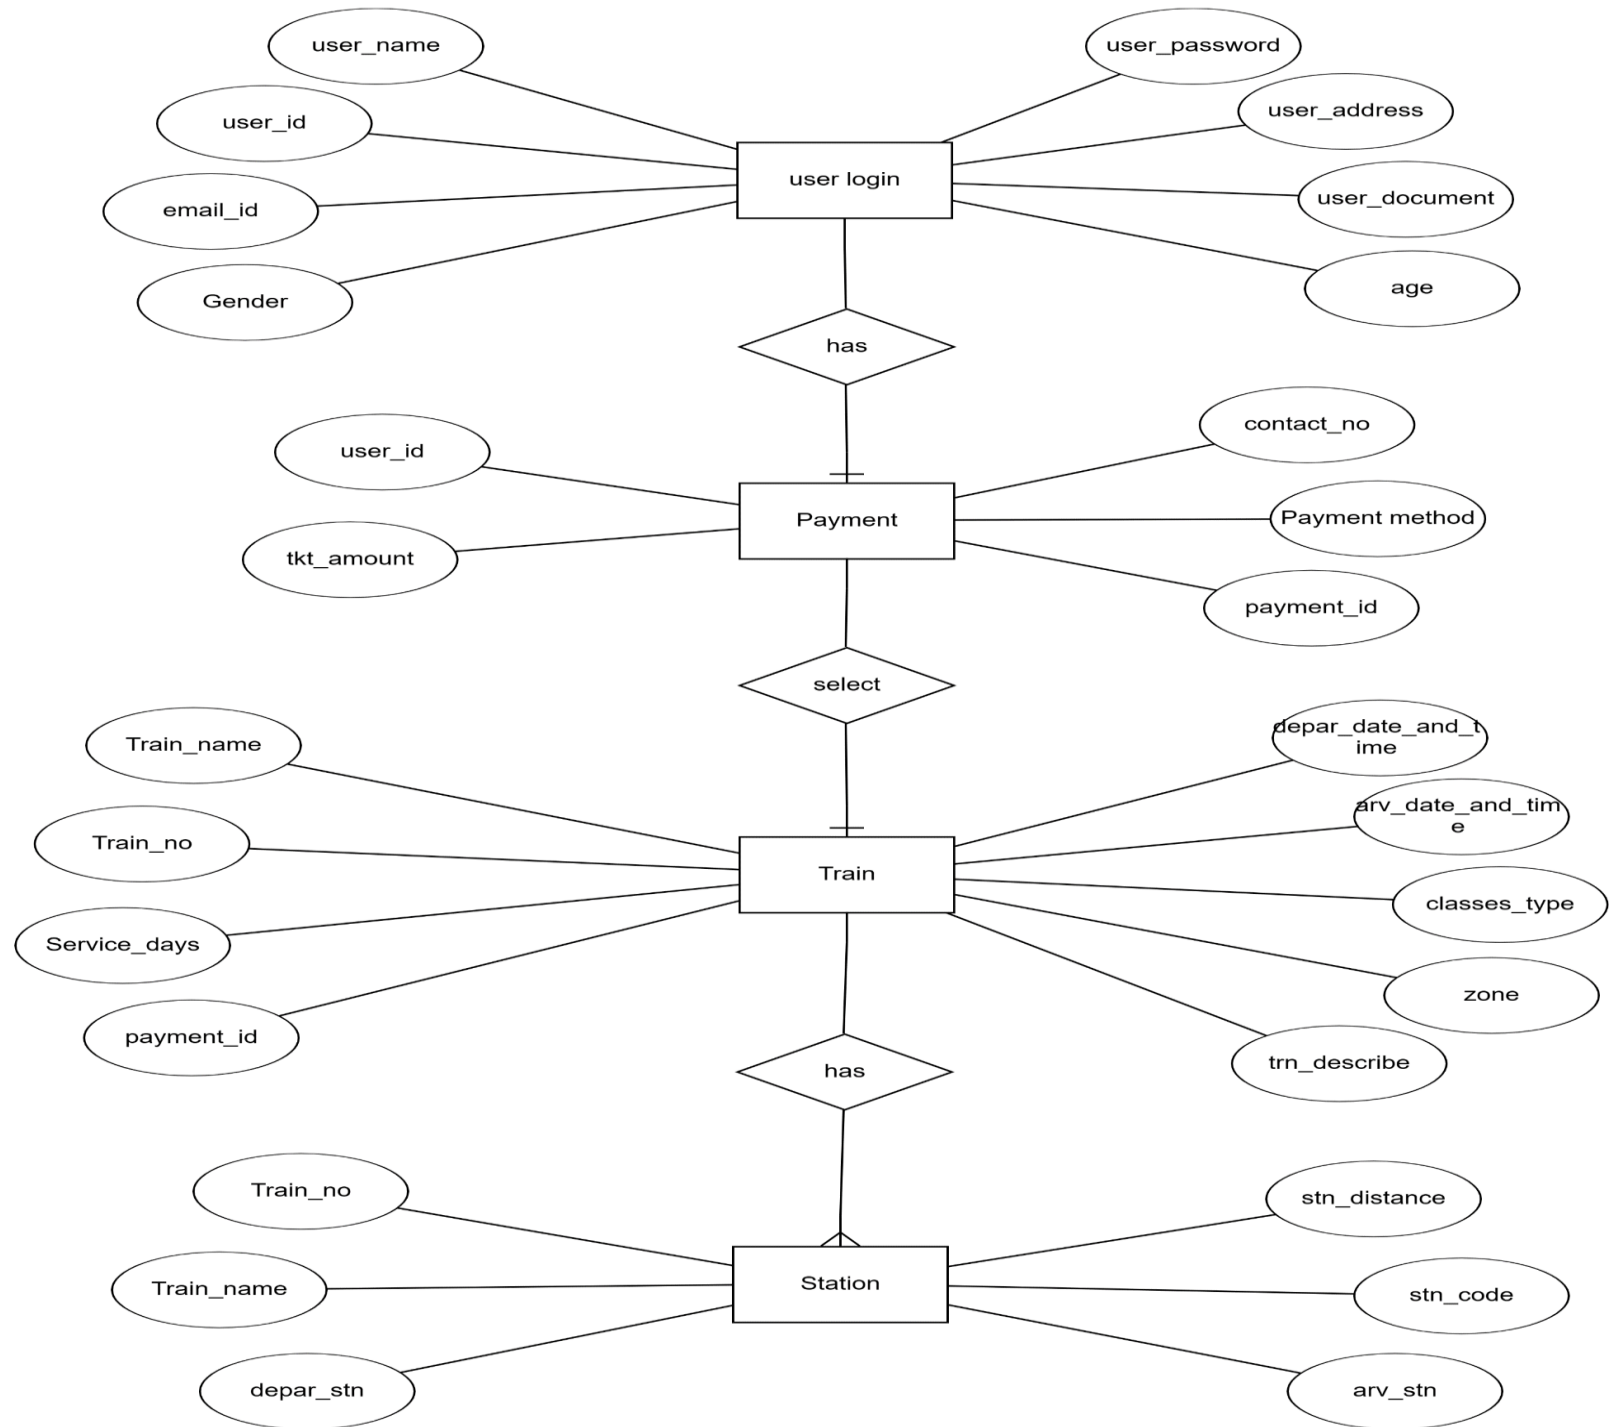 user_name
user_password
user_id
user_address
user login
email_id
user_document
Gender
age
has
user_id
contact_no
Payment
Payment method
tkt_amount
payment_id
select
Train_name
depar_date_and_t
ime
Train_no
arv_date_and_tim
e
Train
classes_type
Service_days
zone
payment_id
trn_describe
has
Train_no
stn_distance
Train_name
Station
stn_code
depar_stn
arv_stn